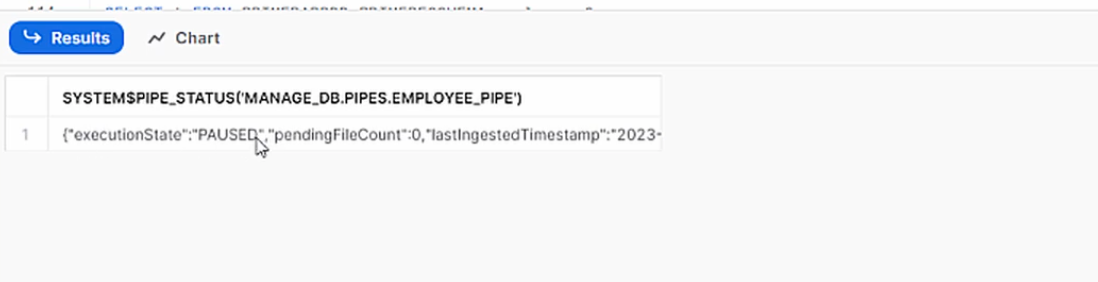 Results
Chart
SYSTEM$PIPE_STATUS('MANAGE_DB.PIPES.EMPLOYEE_PIPE')
1 {"executionState":"PAUSED","pendingFileCount":0,"lastIngestedTimestamp":"2023-